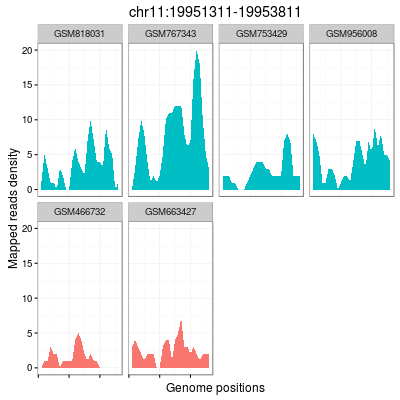 chr11:19951311-19953811
GSM818031 GSM767343 GSM753429 GSM956008
20
15
10
5
0
GSM466732 GSM663427
20
15
10
5
0
Mapped reads density
Genome positions